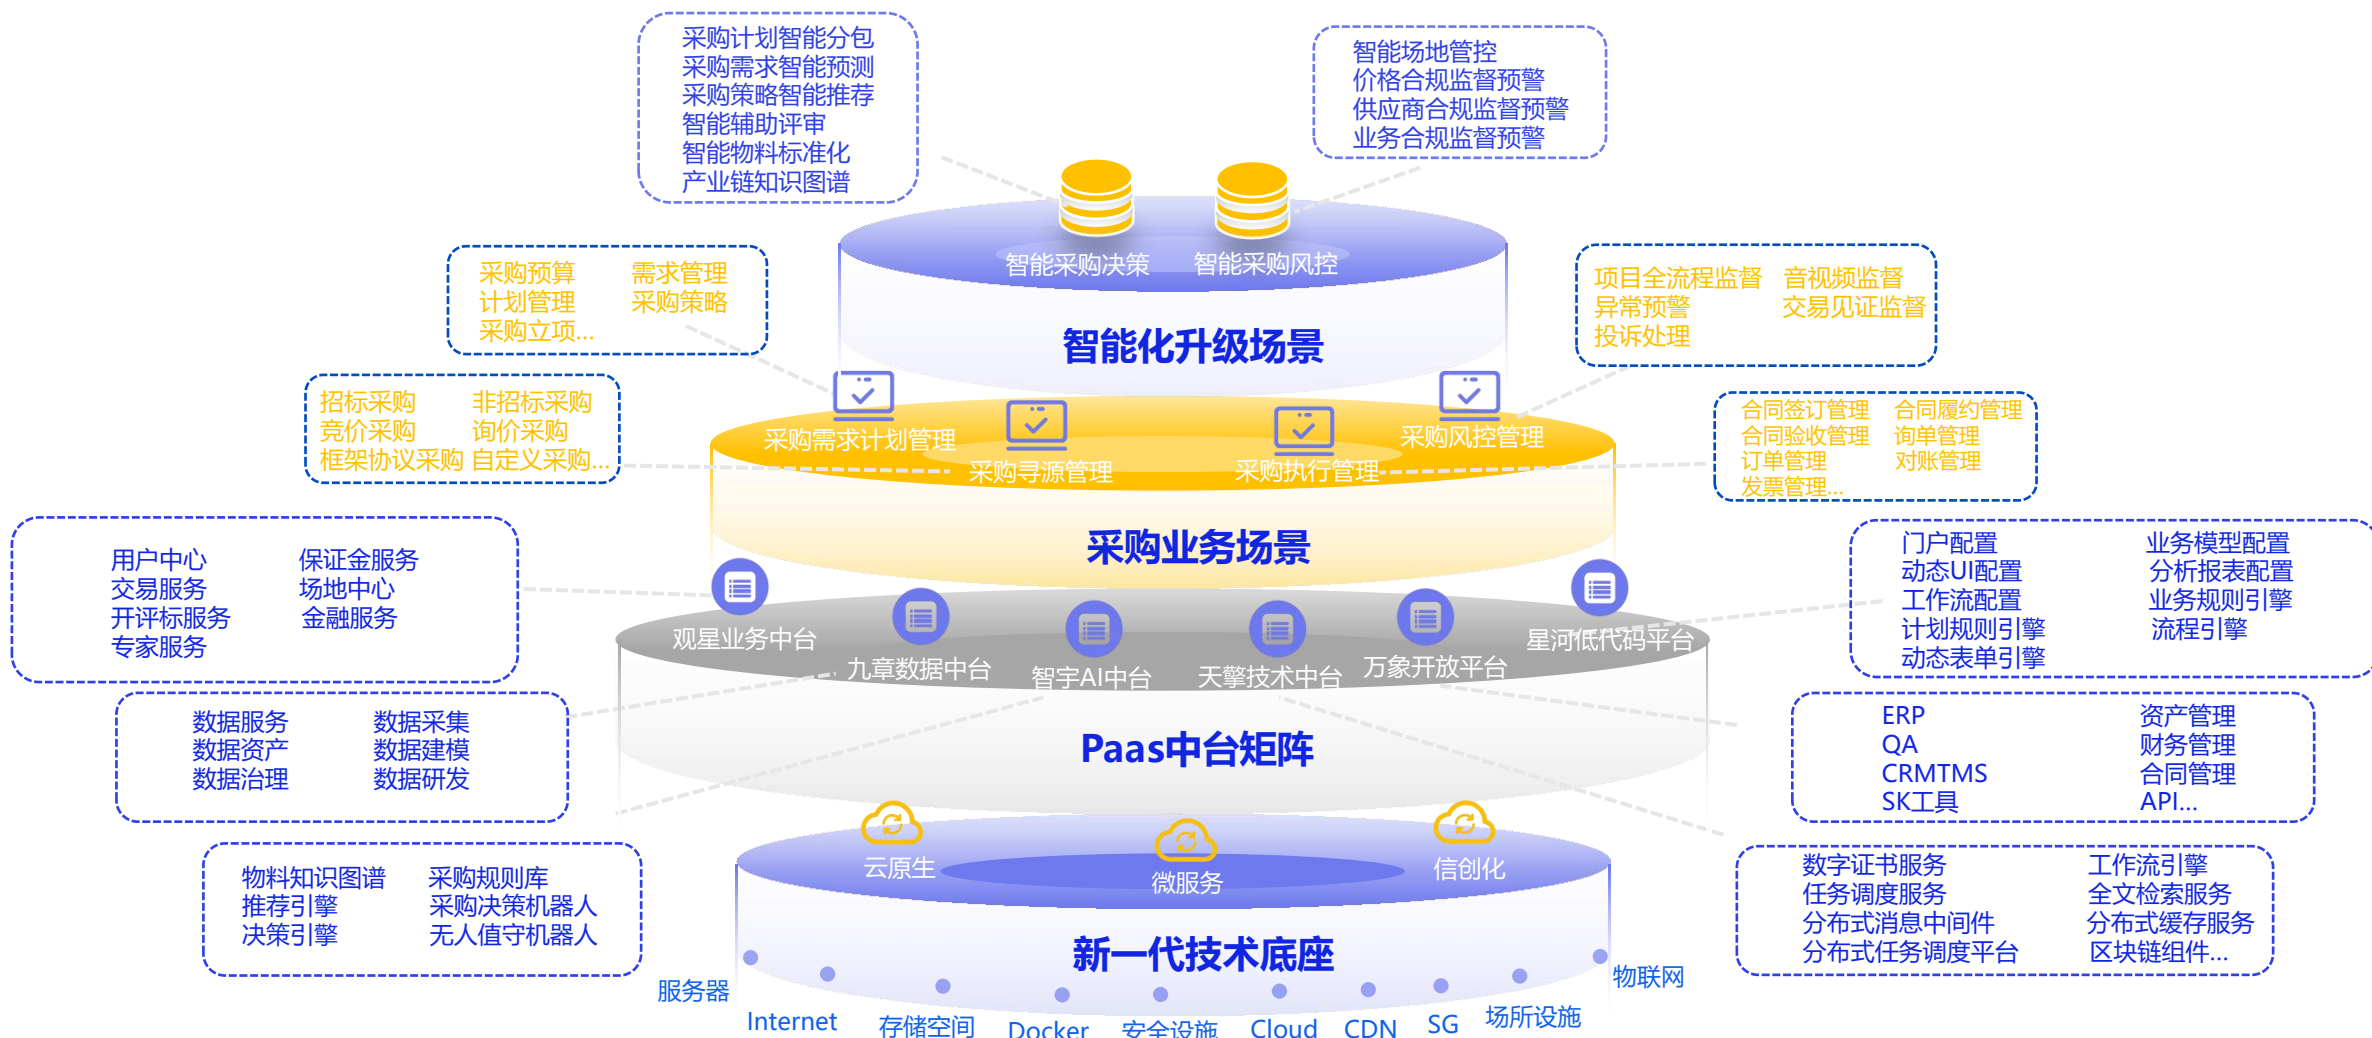 采购计划智能分包
采购需求智能预测
采购策略智能推荐
智能辅助评审
智能物料标准化
产业链知识图谱
智能场地管控
价格合规监督预警
供应商合规监督预警
业务合规监督预警
智能采购决策 智能采购风控
智能化升级场景
采购预算 需求管理
计划管理 采购策略
采购立项...
项目全流程监督 音视频监督
异常预警 交易见证监督
投诉处理
招标采购 非招标采购
竞价采购 询价采购
框架协议采购 自定义采购...
合同签订管理 合同履约管理
合同验收管理 询单管理
订单管理 对账管理
发票管理...
采购需求计划管理
采购寻源管理
采购执行管理
采购风控管理
采购业务场景
用户中心 保证金服务
交易服务 场地中心
开评标服务 金融服务
专家服务
门户配置 业务模型配置
动态UI配置 分析报表配置
工作流配置 业务规则引擎
计划规则引擎 流程引擎
动态表单引擎
观星业务中台
九章数据中台
智宇AI中台
天擎技术中台
万象开放平台
星河低代码平台
Paas中台矩阵
数据服务 数据采集
数据资产 数据建模
数据治理 数据研发
ERP 资产管理
QA 财务管理
CRMTMS 合同管理
SK工具 API...
物料知识图谱 采购规则库
推荐引擎 采购决策机器人
决策引擎 无人值守机器人
数字证书服务 工作流引擎
任务调度服务 全文检索服务
分布式消息中间件 分布式缓存服务
分布式任务调度平台 区块链组件...
云原生
微服务
信创化
新一代技术底座
服务器
Internet
存储空间
Docker
安全设施
Cloud
CDN
SG
场所设施
物联网